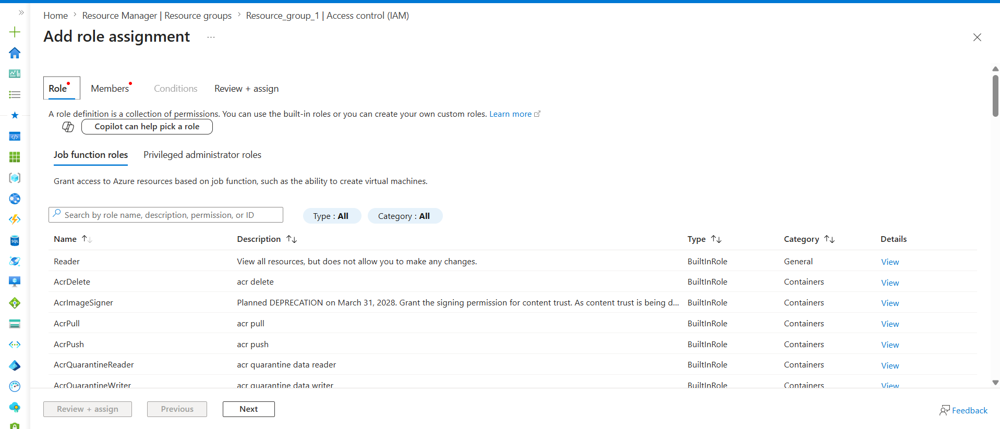 Home > Resource Manager | Resource groups > Resource_group_1 | Access control (IAM)
Add role assignment ...
Role Members Conditions Review + assign
A role definition is a collection of permissions. You can use the built-in roles or you can create your own custom roles. Learn more
Copilot can help pick a role
Job function roles Privileged administrator roles
Grant access to Azure resources based on job function, such as the ability to create virtual machines.
Search by role name, description, permission, or ID Type : All Category : All
Name Description Type Category Details
Reader View all resources, but does not allow you to make any changes. BuiltInRole General View
AcrDelete acr delete BuiltInRole Containers View
AcrImageSigner Planned DEPRECATION on March 31, 2028. Grant the signing permission for content trust. As content trust is being d... BuiltInRole Containers View
AcrPull acr pull BuiltInRole Containers View
AcrPush acr push BuiltInRole Containers View
AcrQuarantineReader acr quarantine data reader BuiltInRole Containers View
AcrQuarantineWriter acr quarantine data writer BuiltInRole Containers View
Review + assign Previous Next
Feedback